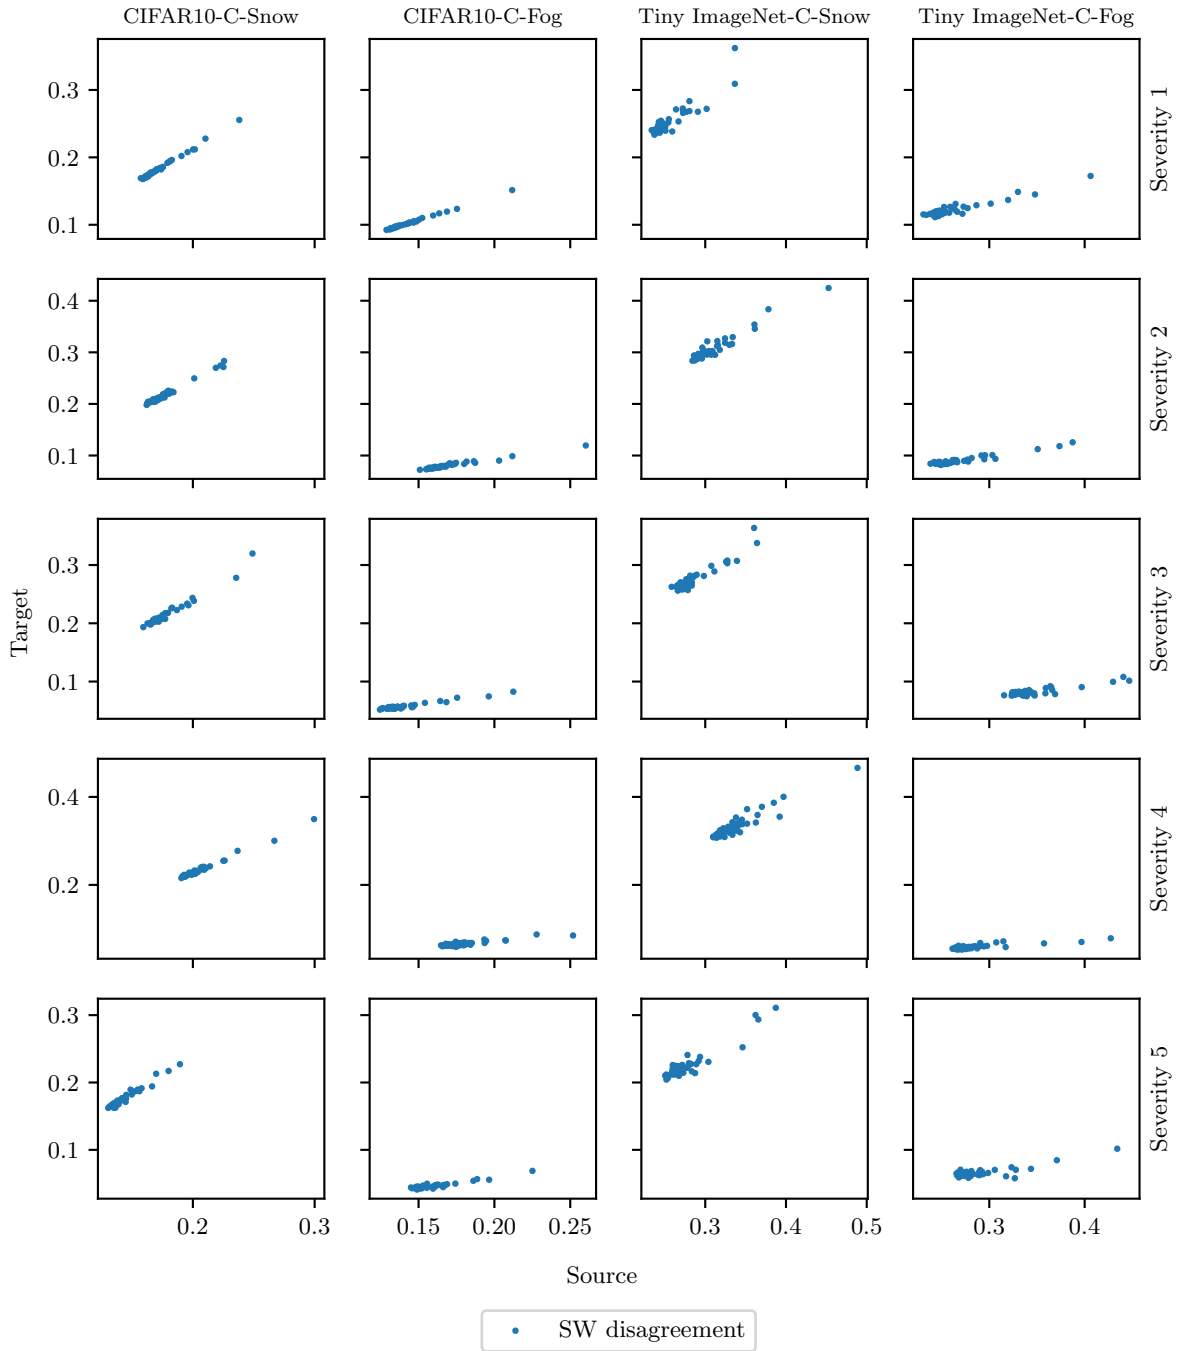 CIFAR10-C-Snow CIFAR10-C-Fog Tiny ImageNet-C-Snow Tiny ImageNet-C-Fog
0.3
0.2
0.1
Severity 1
0.4
0.3
0.2
0.1
Severity 2
0.3
0.2
0.1
Severity 3
Target
0.4
0.2
Severity 4
0.3
0.2
0.1
Severity 5
0.2 0.3 0.15 0.20 0.25 0.3 0.4 0.5 0.3 0.4
Source
SW disagreement